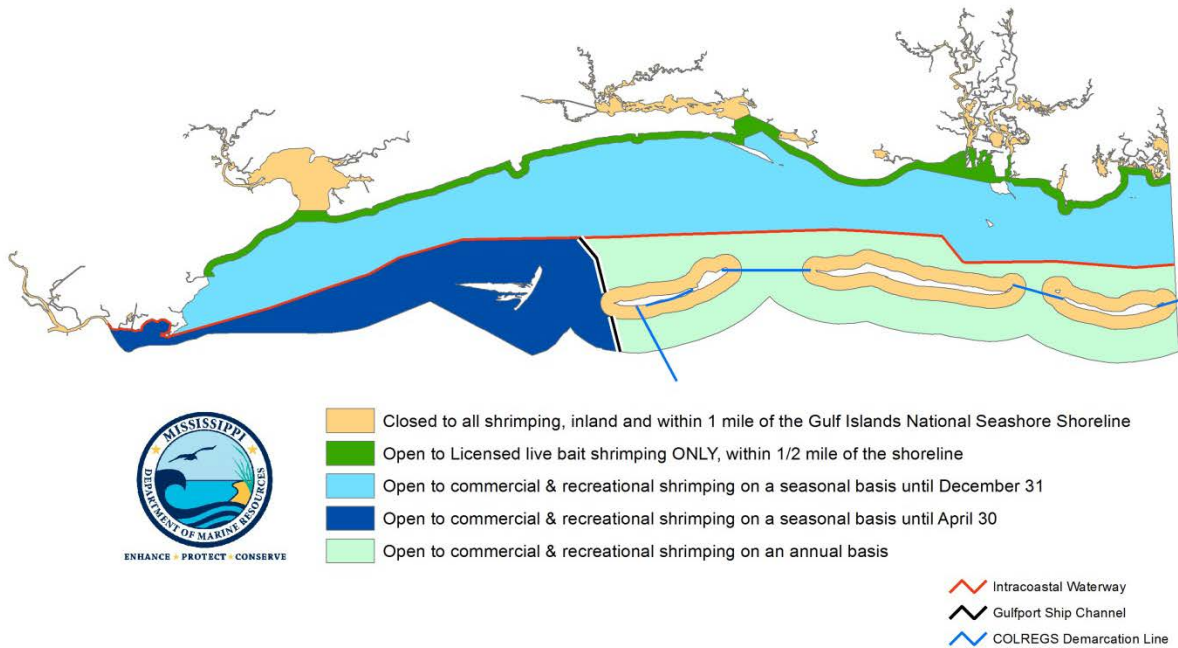 MISSISSIPPI
DEPARTMENT OF MARINE RESOURCES
ENHANCE ★ PROTECT ★ CONSERVE
Closed to all shrimping, inland and within 1 mile of the Gulf Islands National Seashore Shoreline
Open to Licensed live bait shrimping ONLY, within 1/2 mile of the shoreline
Open to commercial & recreational shrimping on a seasonal basis until December 31
Open to commercial & recreational shrimping on a seasonal basis until April 30
Open to commercial & recreational shrimping on an annual basis
Intracoastal Waterway
Gulfport Ship Channel
COLREGS Demarcation Line